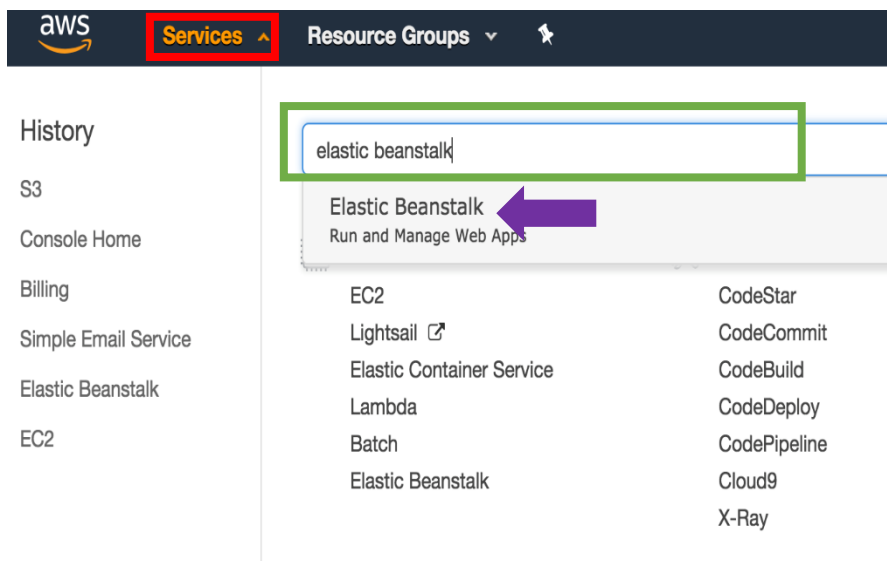 aws
Services
Resource Groups
History
S3
Console Home
Billing
Simple Email Service
Elastic Beanstalk
EC2
elastic beanstalk
Elastic Beanstalk
Run and Manage Web Apps
EC2
Lightsail
Elastic Container Service
Lambda
Batch
Elastic Beanstalk
CodeStar
CodeCommit
CodeBuild
CodeDeploy
CodePipeline
Cloud9
X-Ray